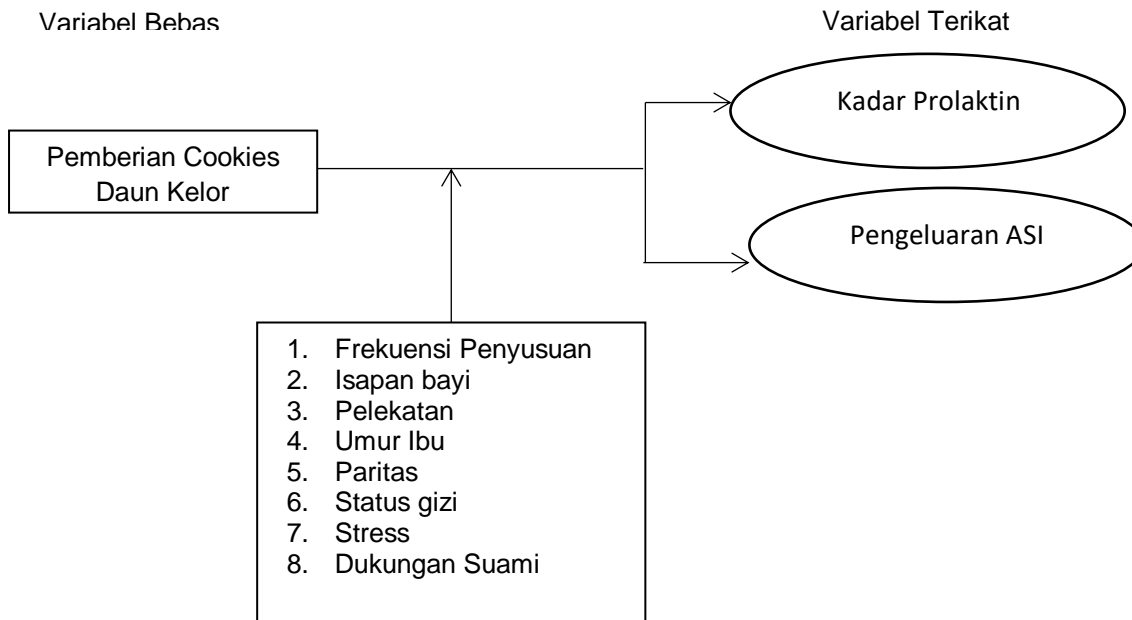 Variabel Bebas
Variabel Terikat
Kadar Prolaktin
Pemberian Cookies
Daun Kelor
Pengeluaran ASI
1. Frekuensi Penyusuan
2. Isapan bayi
3. Pelekatan
4. Umur Ibu
5. Paritas
6. Status gizi
7. Stress
8. Dukungan Suami